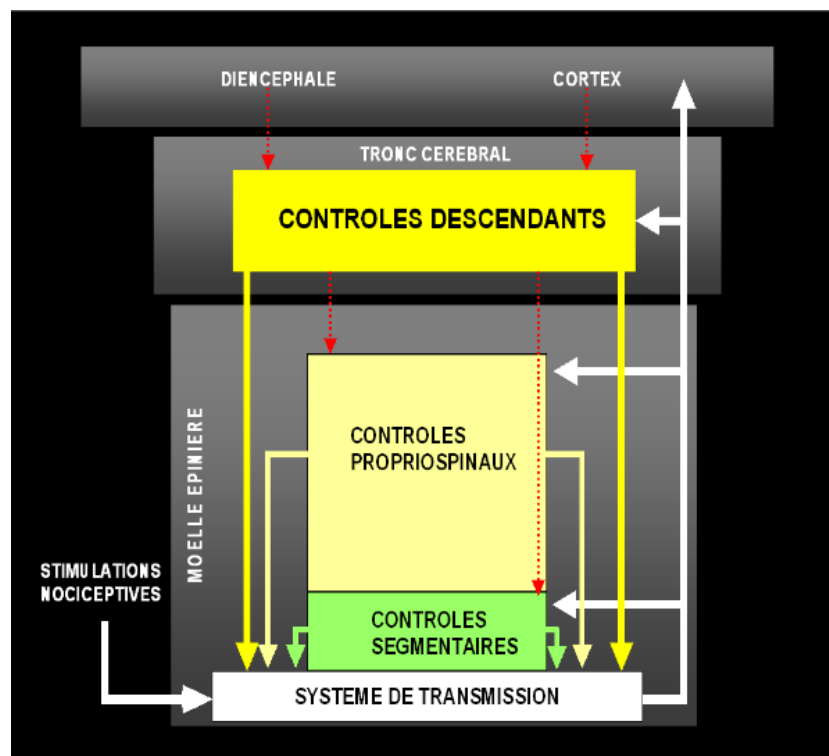 DIENCEPHALE
CORTEX
TRONC CEREBRAL
CONTROLES DESCENDANTS
MOELLE EPINIERE
CONTROLES
PROPRIOSPINAUX
STIMULATIONS
NOCICEPTIVES
CONTROLES
SEGMENTAIRES
SYSTEME DE TRANSMISSION